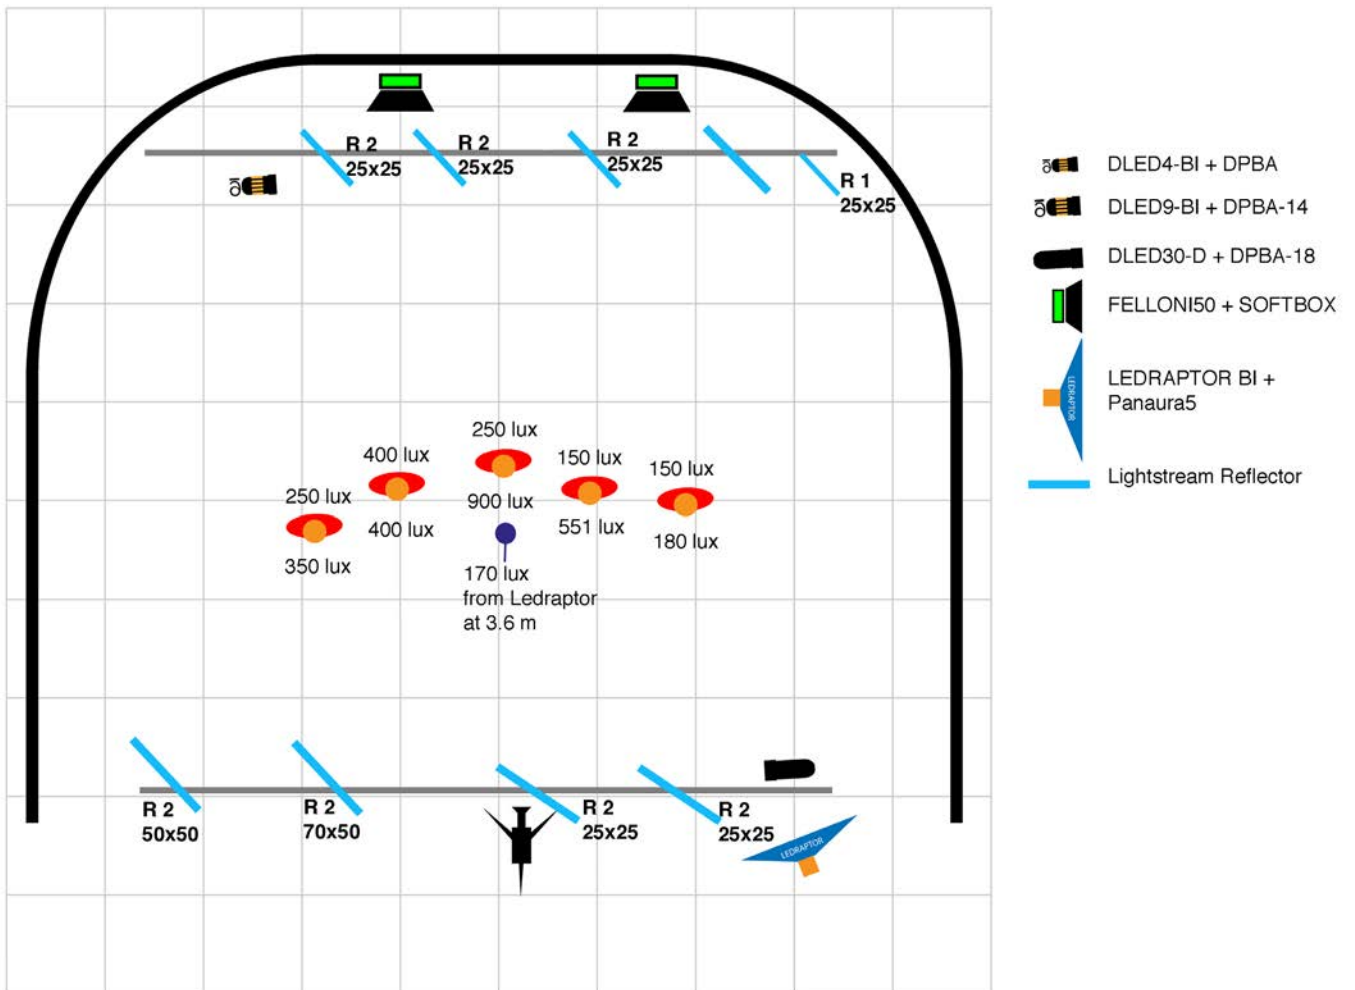 R 2
25x25
R 2
25x25
R 2
25x25
R 1
25x25
DLED4-BI + DPBA
DLED9-BI + DPBA-14
DLED30-D + DPBA-18
FELLONI50 + SOFTBOX
LEDRAPTOR
LEDRAPTOR BI +
Panaura5
Lightstream Reflector
250 lux
400 lux
150 lux
150 lux
250 lux
900 lux
400 lux
551 lux
180 lux
350 lux
170 lux
from Ledraptor
at 3.6 m
R 2
50x50
R 2
70x50
R 2
25x25
R 2
25x25
LEDRAPTOR